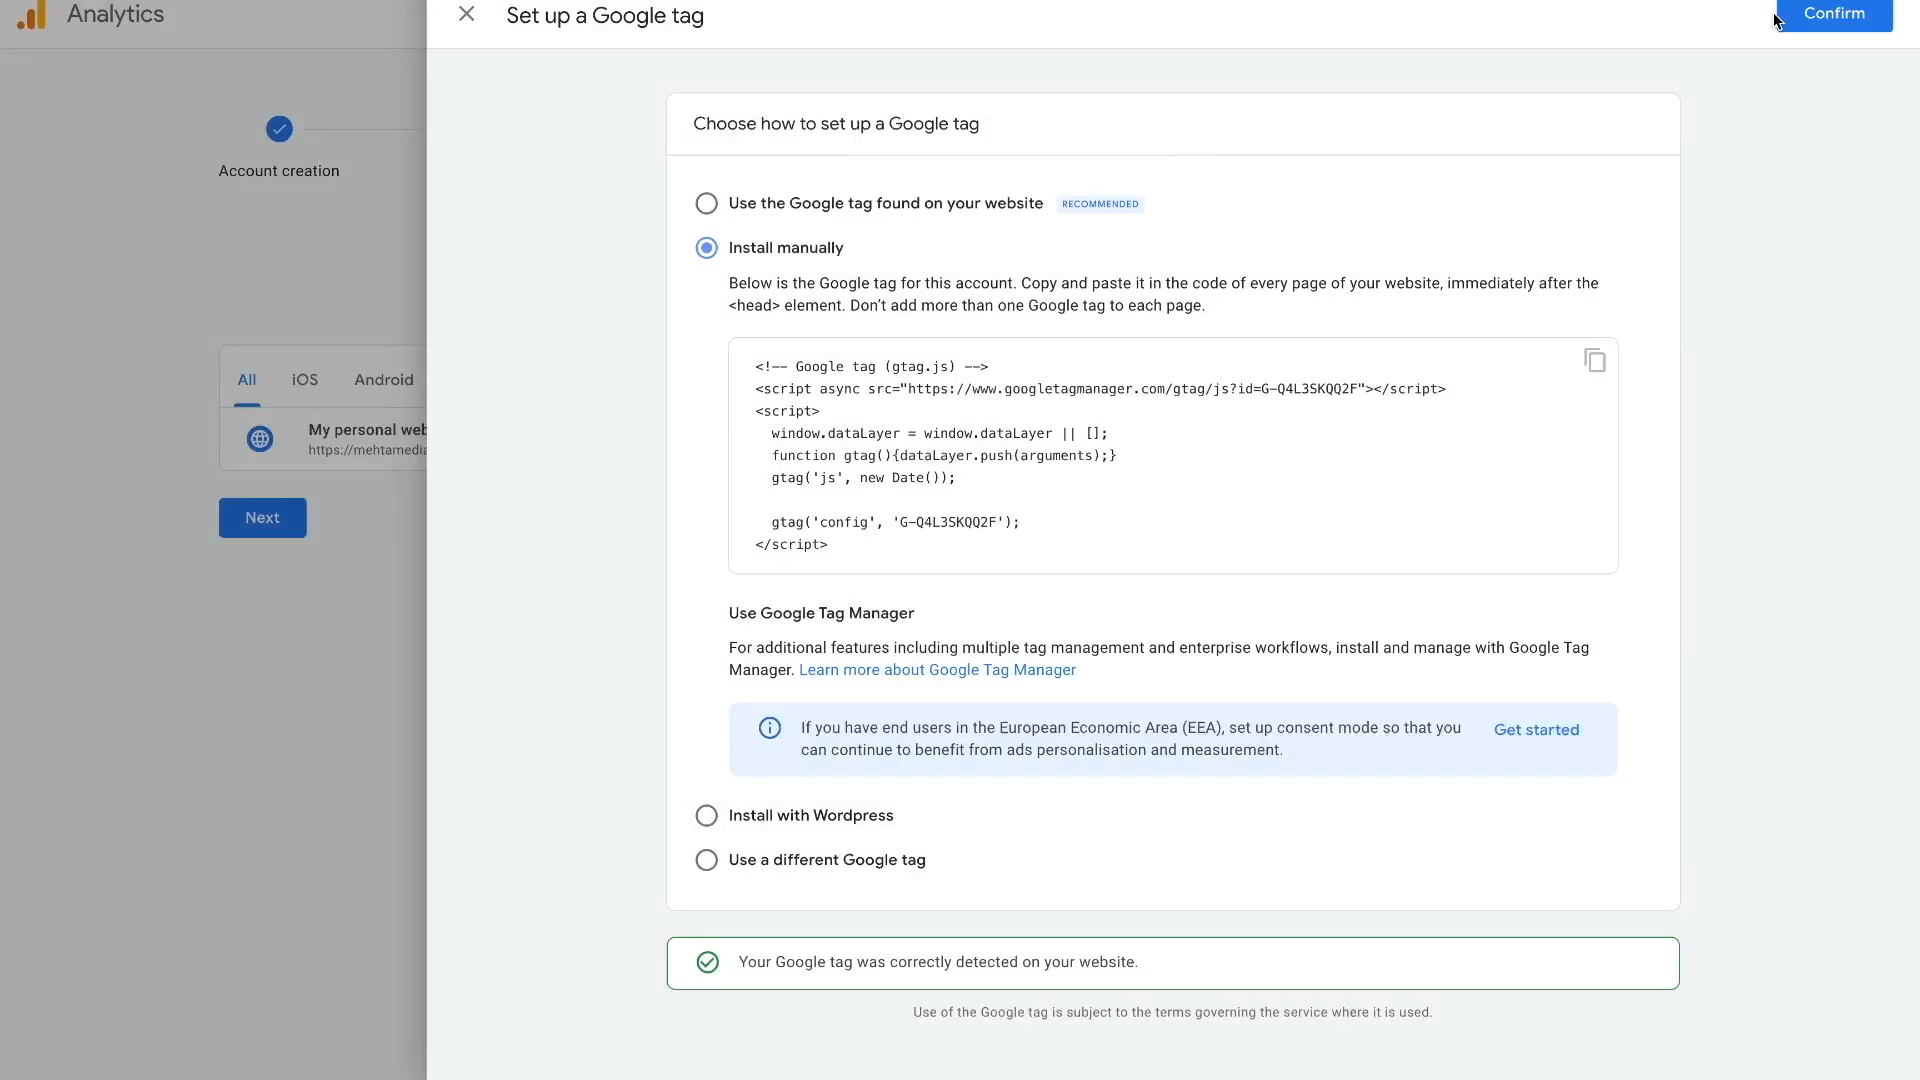 Analytics
Set up a Google tag
Confirm
Account creation
Choose how to set up a Google tag
Use the Google tag found on your website RECOMMENDED
Install manually
Below is the Google tag for this account. Copy and paste it in the code of every page of your website, immediately after the
<head> element. Don’t add more than one Google tag to each page.
<!-- Google tag (gtag.js) -->
<script async src="https://www.googletagmanager.com/gtag/js?id=G-Q4L3SKQQ2F"></script>
<script>
window.dataLayer = window.dataLayer || [];
function gtag(){dataLayer.push(arguments);}
gtag('js', new Date());
gtag('config', 'G-Q4L3SKQQ2F');
</script>
All iOS Android
My personal web
https://mehtamedia
Next
Use Google Tag Manager
For additional features including multiple tag management and enterprise workflows, install and manage with Google Tag
Manager. Learn more about Google Tag Manager
If you have end users in the European Economic Area (EEA), set up consent mode so that you
can continue to benefit from ads personalisation and measurement.
Get started
Install with Wordpress
Use a different Google tag
Your Google tag was correctly detected on your website.
Use of the Google tag is subject to the terms governing the service where it is used.